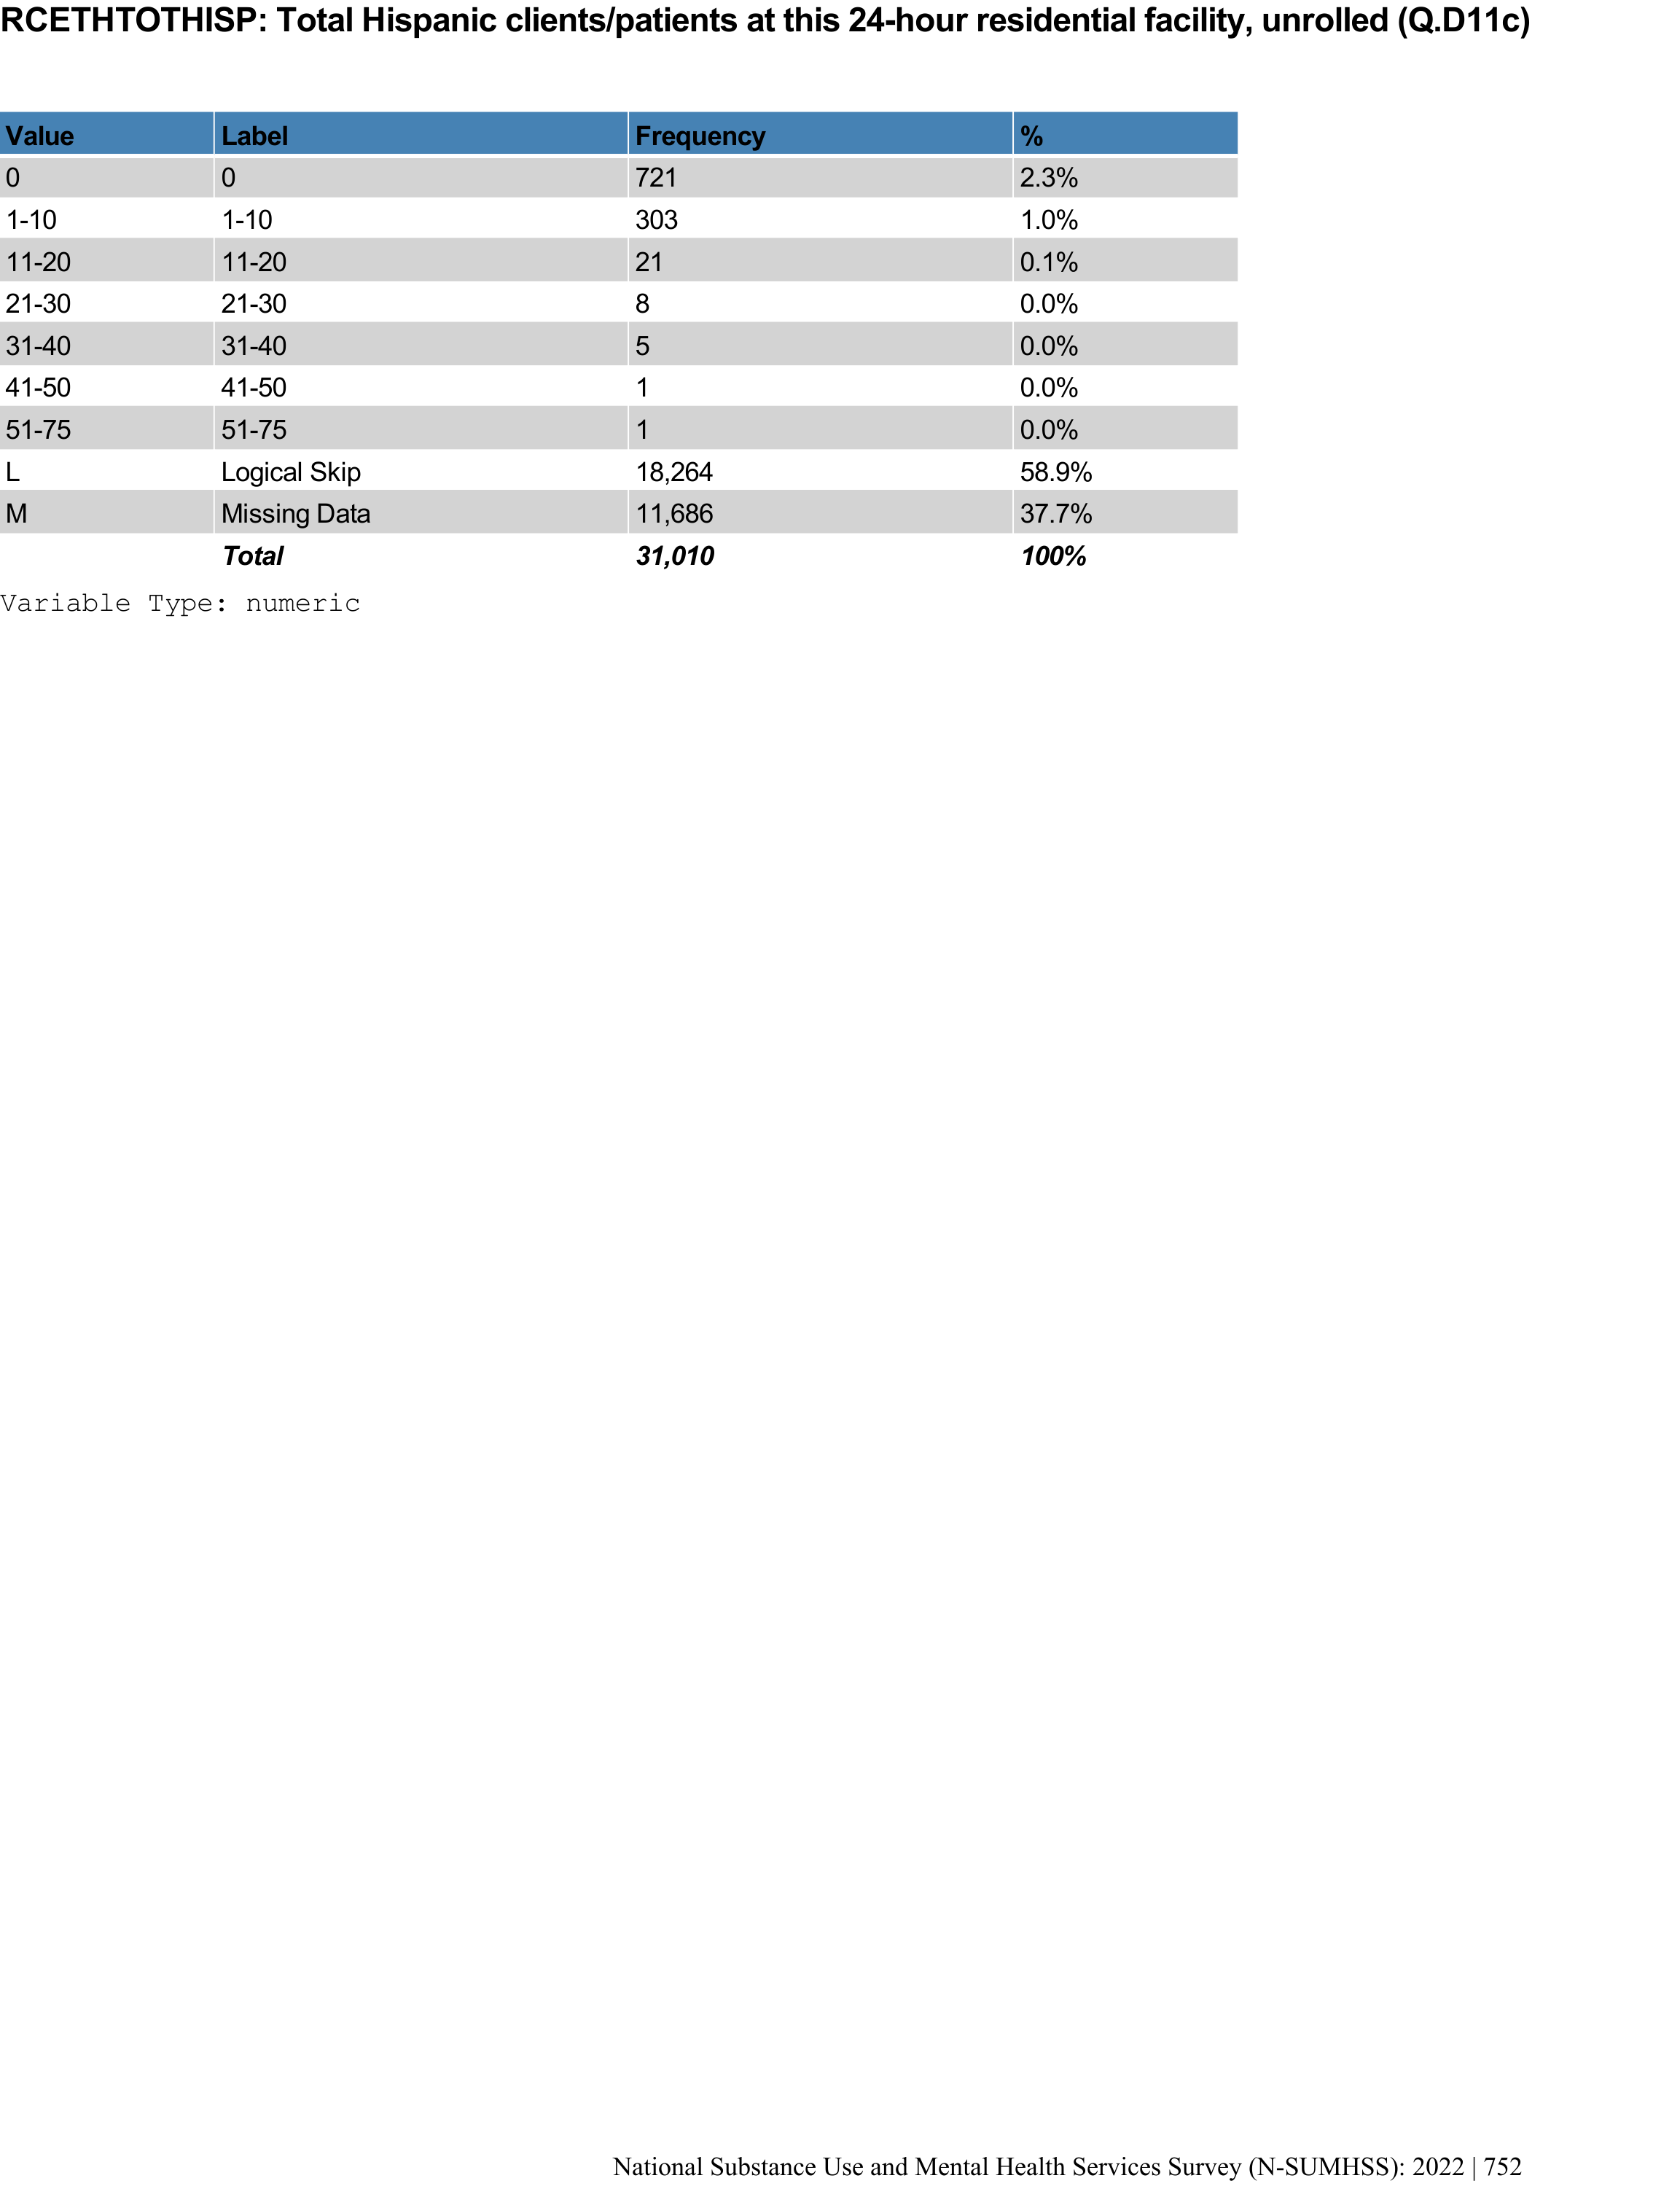 RCETHTOTHISP: Total Hispanic clients/patients at this 24-hour residential facility, unrolled (Q.D11c)
Value Label Frequency %
0 0 721 2.3%
1-10 1-10 303 1.0%
11-20 11-20 21 0.1%
21-30 21-30 8 0.0%
31-40 31-40 5 0.0%
41-50 41-50 1 0.0%
51-75 51-75 1 0.0%
L Logical Skip 18,264 58.9%
M Missing Data 11,686 37.7%
Total 31,010 100%
Variable Type: numeric
National Substance Use and Mental Health Services Survey (N-SUMHSS): 2022 | 752